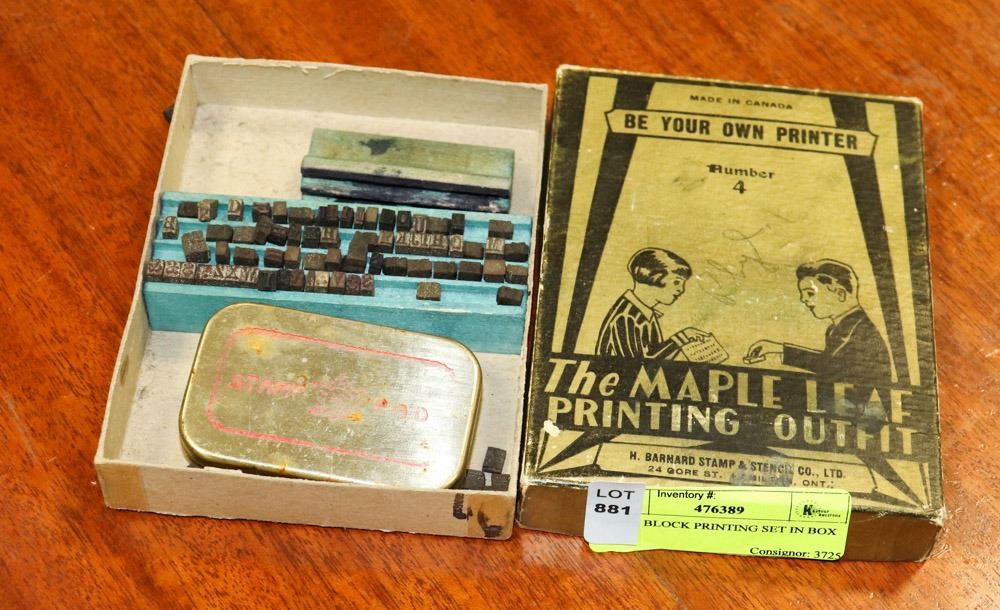 MADE IN CANADA
BE YOUR OWN PRINTER
Number
4
The MAPLE LEAF
PRINTING OUTFIT
H. BARNARD STAMP & STENCIL CO., LTD.
24 GORE ST. ONT.
LOT
881
Inventory #:
476389
BLOCK PRINTING SET IN BOX
Consignor: 3725
STAMP